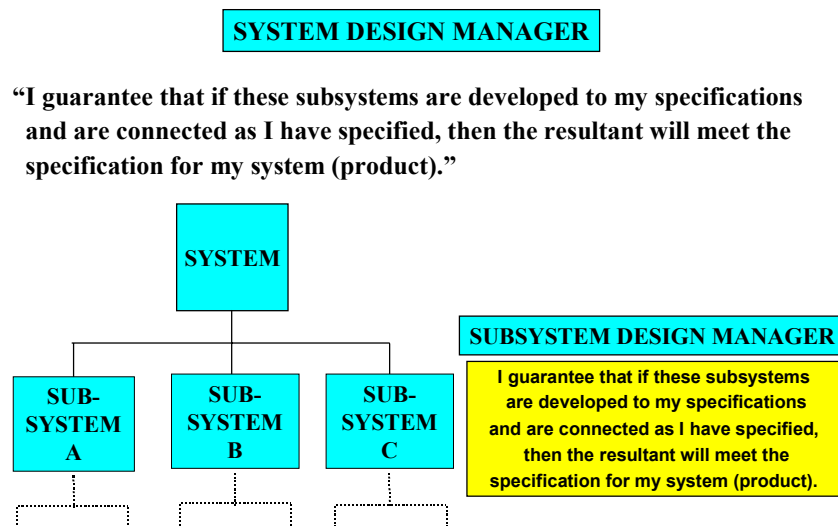 SYSTEM DESIGN MANAGER
“I guarantee that if these subsystems are developed to my specifications
and are connected as I have specified, then the resultant will meet the
specification for my system (product).”
SYSTEM
SUBSYSTEM DESIGN MANAGER
SUB-
SYSTEM
A
SUB-
SYSTEM
B
SUB-
SYSTEM
C
I guarantee that if these subsystems
are developed to my specifications
and are connected as I have specified,
then the resultant will meet the
specification for my system (product).